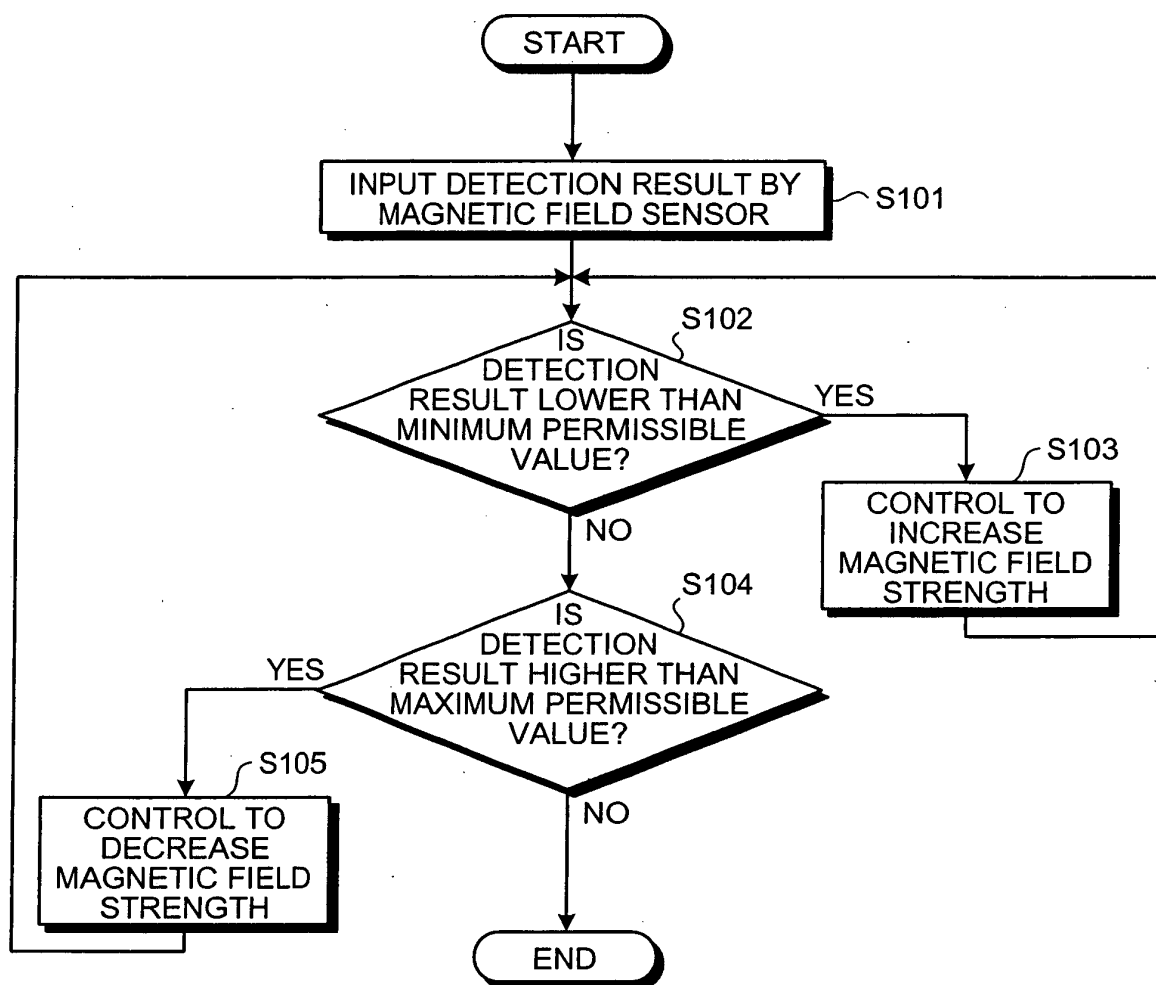 START
INPUT DETECTION RESULT BY
MAGNETIC FIELD SENSOR
S101
S102
IS
DETECTION
RESULT LOWER THAN
MINIMUM PERMISSIBLE
VALUE?
YES
NO
S103
CONTROL TO
INCREASE
MAGNETIC FIELD
STRENGTH
S104
IS
DETECTION
RESULT HIGHER THAN
MAXIMUM PERMISSIBLE
VALUE?
YES
NO
S105
CONTROL TO
DECREASE
MAGNETIC FIELD
STRENGTH
END